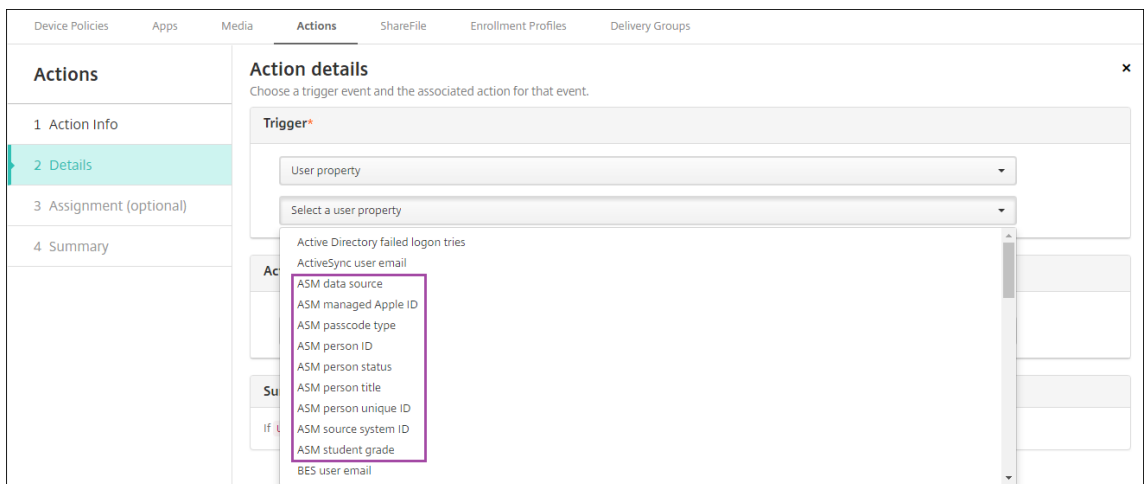 Device Policies Apps Media Actions ShareFile Enrollment Profiles Delivery Groups
Actions
1 Action Info
2 Details
3 Assignment (optional)
4 Summary
Action details
Choose a trigger event and the associated action for that event.
Trigger*
User property
Select a user property
Active Directory failed logon tries
ActiveSync user email
ASM data source
ASM managed Apple ID
ASM passcode type
ASM person ID
ASM person status
ASM person title
ASM person unique ID
ASM source system ID
ASM student grade
BES user email
Ac
Su
If